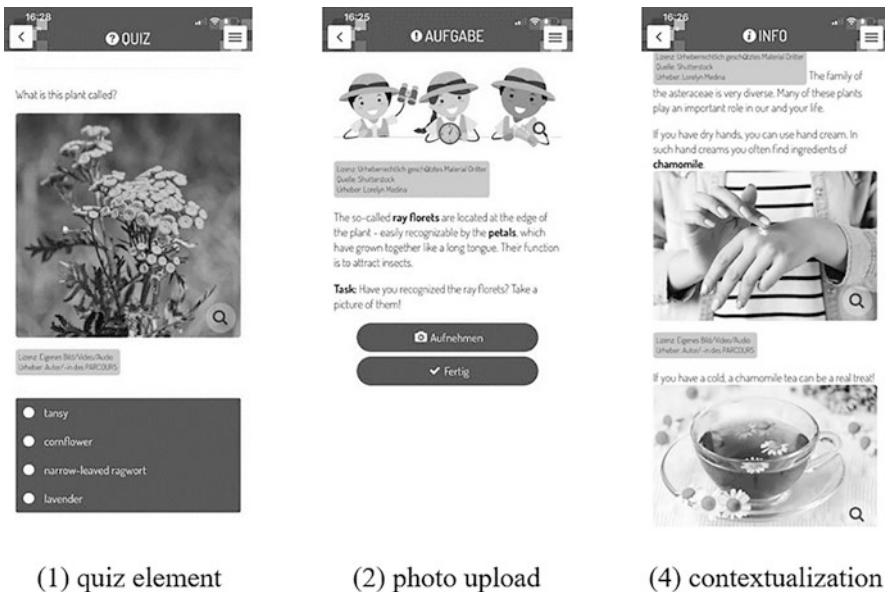 16:28
QUIZ
What is this plant called?
Lizenz: Eigenes Bild/Video/Audio
Urheber: Autor/-in des PARCOURS
tansy
cornflower
narrow-leaved ragwort
lavender
(1) quiz element
16:25
AUFGABE
Lizenz: Urheberrechtlich geschütztes Material Dritter
Quelle: Shutterstock
Urheber: Lorelyn Medina
The so-called ray florets are located at the edge of
the plant - easily recognizable by the petals, which
have grown together like a long tongue. Their function
is to attract insects.
Task: Have you recognized the ray florets? Take a
picture of them!
Aufnehmen
Fertig
(2) photo upload
16:26
INFO
Lizenz: Urheberrechtlich geschütztes Material Dritter
Quelle: Shutterstock
Urheber: Lorelyn Medina
The family of
the asteraceae is very diverse. Many of these plants
play an important role in our and your life.
If you have dry hands, you can use hand cream. In
such hand creams you often find ingredients of
chamomile.
Lizenz: Eigenes Bild/Video/Audio
Urheber: Autor/-in des PARCOURS
If you have a cold, a chamomile tea can be a real treat!
(4) contextualization